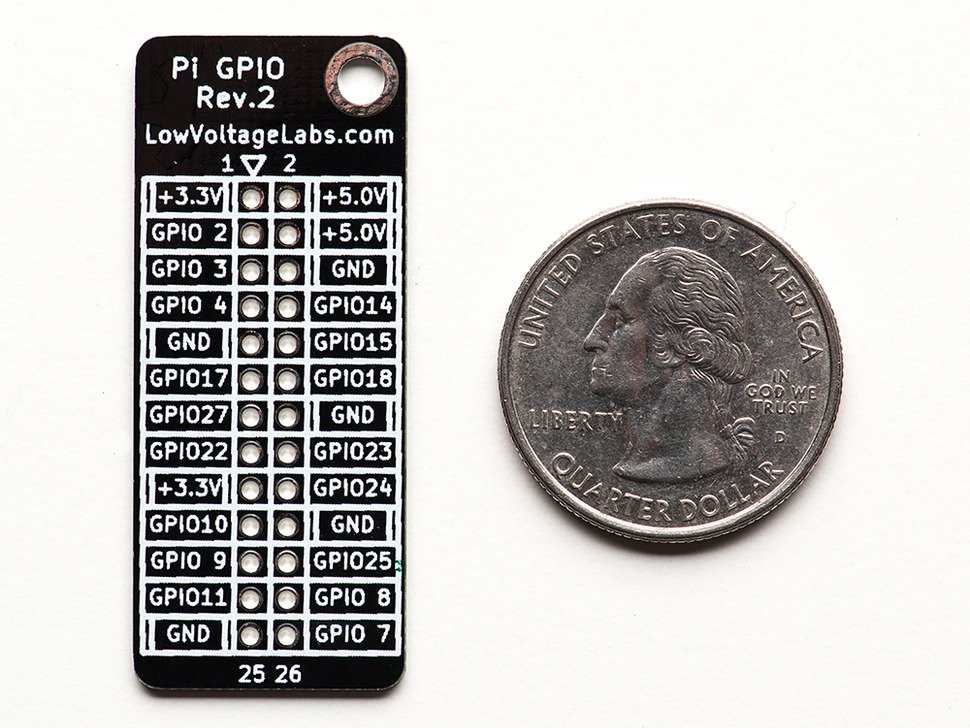 Pi GPIO
Rev.2
LowVoltageLabs.com
1 2
+3.3V +5.0V
GPIO 2 +5.0V
GPIO 3 GND
GPIO 4 GPIO14
GND GPIO15
GPIO17 GPIO18
GPIO27 GND
GPIO22 GPIO23
+3.3V GPIO24
GPIO10 GND
GPIO 9 GPIO25
GPIO11 GPIO 8
GND GPIO 7
25 26
UNITED STATES OF AMERICA
LIBERTY
IN
GOD WE
TRUST
D
QUARTER DOLLAR